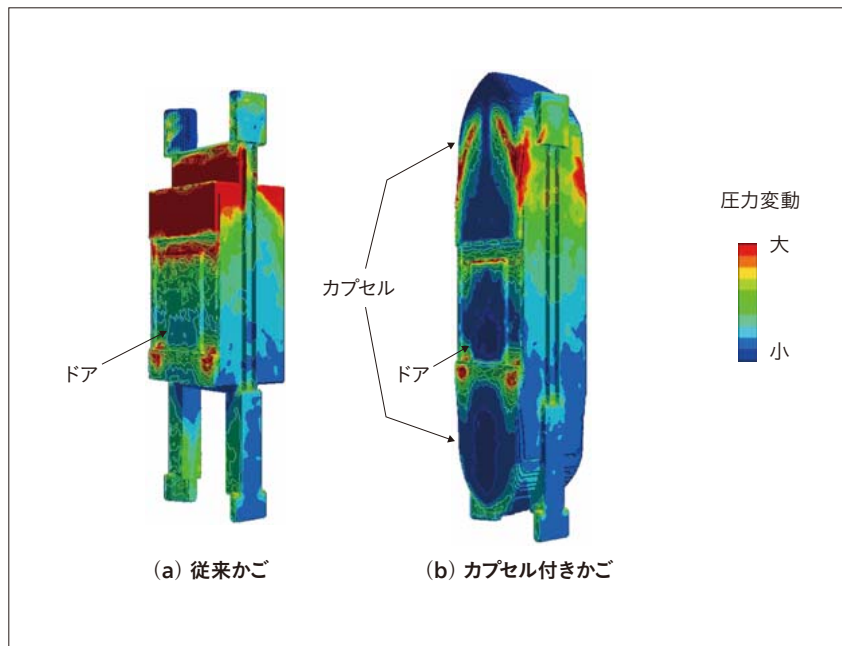 圧力変動
大
小
カプセル
ドア
ドア
(a) 従来かご
(b) カプセル付きかご